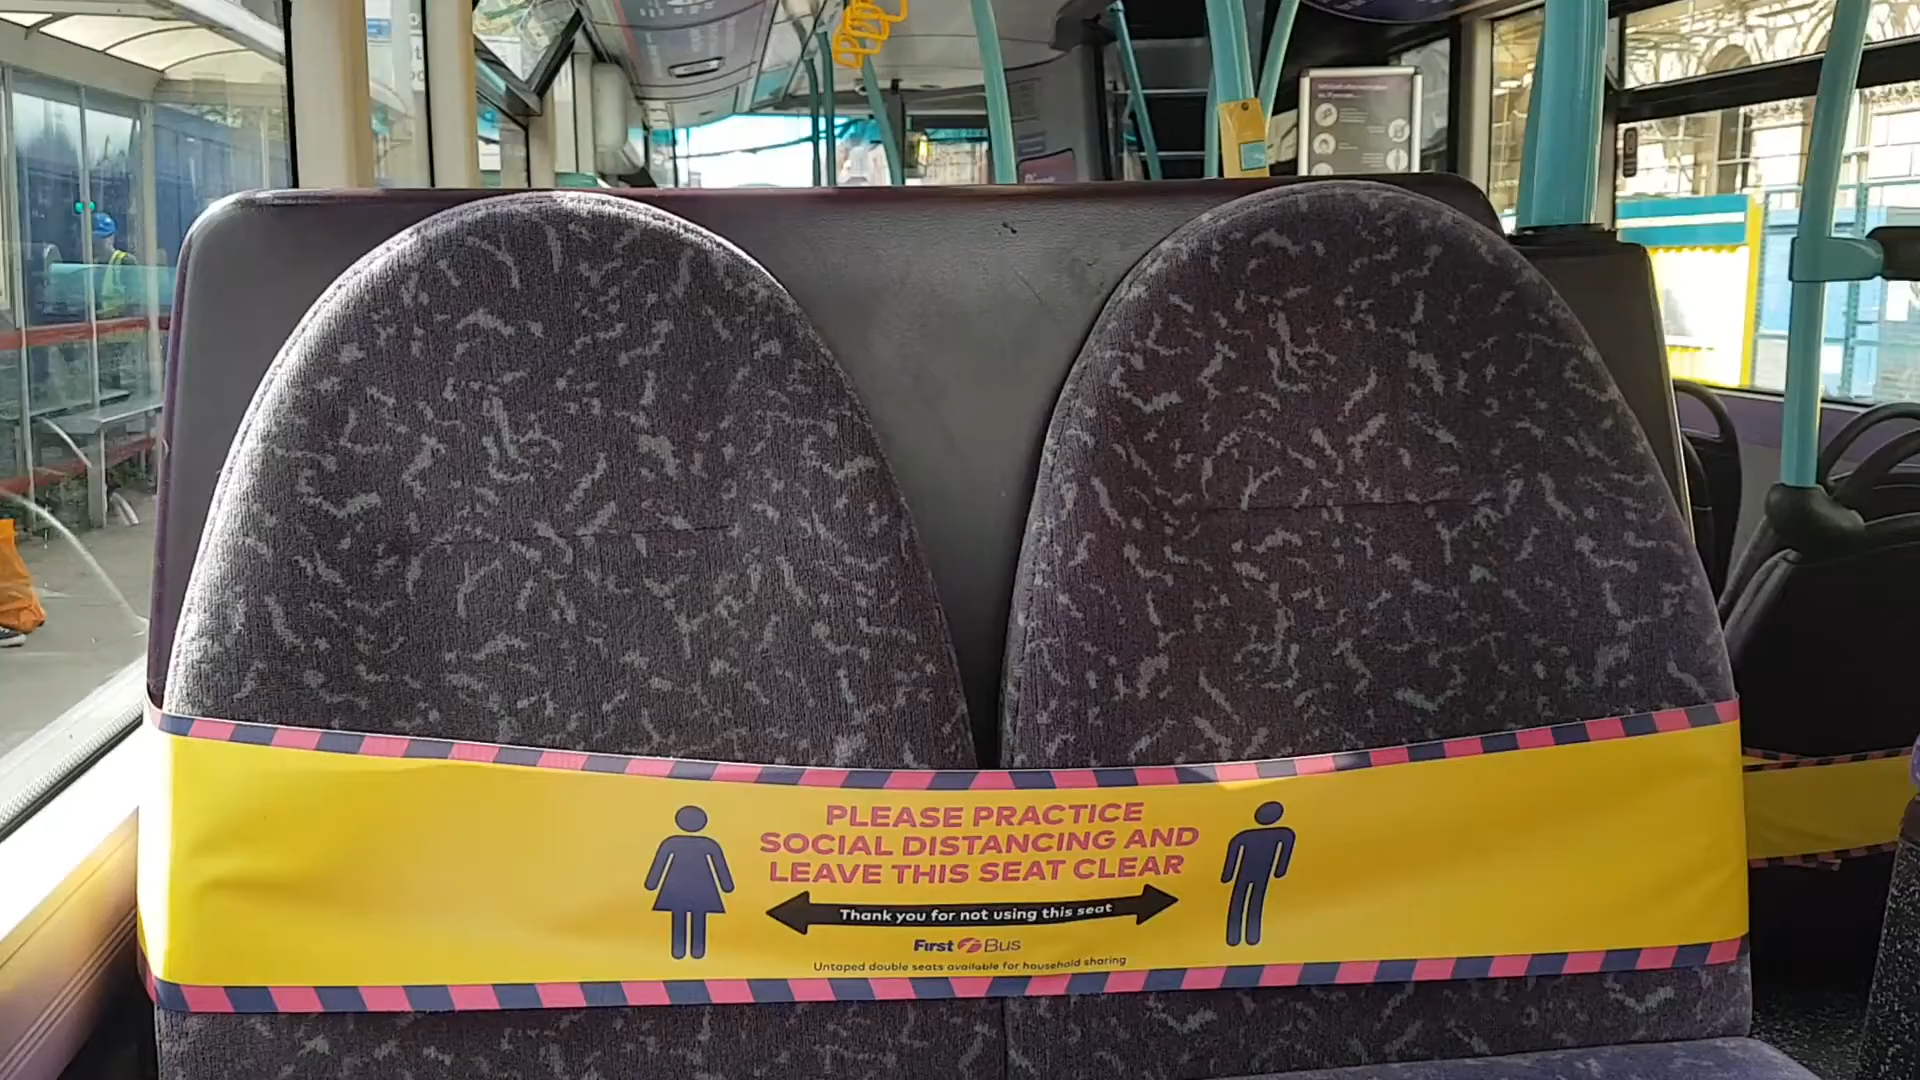 PLEASE PRACTICE
SOCIAL DISTANCING AND
LEAVE THIS SEAT CLEAR
Thank you for not using this seat
First Bus
Untaped double seats available for household sharing